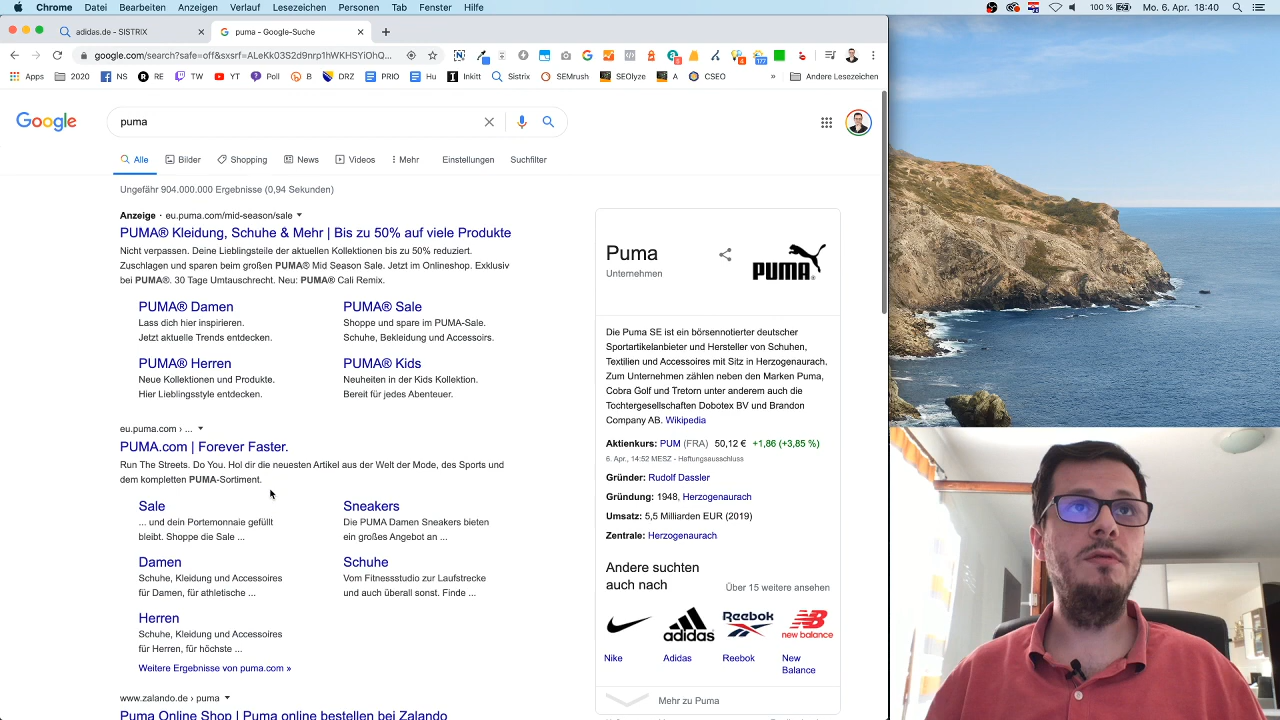 Chrome Datei Bearbeiten Anzeigen Verlauf Lesezeichen Personen Tab Fenster Hilfe
100 % Mo. 6. Apr. 18:40
adidas.de - SISTRIX
puma - Google-Suche
google.com/search?safe=off&sxsrf=ALeKk03S2d9nrp1tWKHSYlOhQ...
Apps 2020 FS RE TW YT Poll B DRZ PRIO Hu Inkitt Sistrix SEMrush SEOlyze A CSEO » Andere Lesezeichen
Google
puma
Alle Bilder Shopping News Videos Mehr Einstellungen Suchfilter
Ungefähr 904.000.000 Ergebnisse (0,94 Sekunden)
Anzeige · eu.puma.com/mid-season/sale
PUMA® Kleidung, Schuhe & Mehr | Bis zu 50% auf viele Produkte
Nicht verpassen. Deine Lieblingsteile der aktuellen Kollektionen bis zu 50% reduziert.
Zuschlagen und sparen beim großen PUMA® Mid Season Sale. Jetzt im Onlineshop. Exklusiv
bei PUMA®. 30 Tage Umtauschrecht. Neu: PUMA® Cali Remix.
PUMA® Damen
Lass dich hier inspirieren.
Jetzt aktuelle Trends entdecken.
PUMA® Sale
Shoppe und spare im PUMA-Sale.
Schuhe, Bekleidung und Accessoirs.
PUMA® Herren
Neue Kollektionen und Produkte.
Hier Lieblingsstyle entdecken.
PUMA® Kids
Neuheiten in der Kids Kollektion.
Bereit für jedes Abenteuer.
eu.puma.com › ...
PUMA.com | Forever Faster.
Run The Streets. Do You. Hol dir die neuesten Artikel aus der Welt der Mode, des Sports und
dem kompletten PUMA-Sortiment.
Sale
... und dein Portemonnaie gefüllt
bleibt. Shoppe die Sale ...
Sneakers
Die PUMA Damen Sneakers bieten
ein großes Angebot an ...
Damen
Schuhe, Kleidung und Accessoires
für Damen, für athletische ...
Schuhe
Vom Fitnessstudio zur Laufstrecke
und auch überall sonst. Finde ...
Herren
Schuhe, Kleidung und Accessoires
für Herren, für höchste ...
Weitere Ergebnisse von puma.com »
www.zalando.de › puma
Puma Online Shop | Puma online bestellen bei Zalando
Puma
Unternehmen
PUMA®
Die Puma SE ist ein börsennotierter deutscher
Sportartikelanbieter und Hersteller von Schuhen,
Textilien und Accessoires mit Sitz in Herzogenaurach.
Zum Unternehmen zählen neben den Marken Puma,
Cobra Golf und Tretorn unter anderem auch die
Tochtergesellschaften Dobotex BV und Brandon
Company AB. Wikipedia
Aktienkurs: PUM (FRA) 50,12 € +1,86 (+3,85 %)
6. Apr., 14:52 MESZ - Haftungsausschluss
Gründer: Rudolf Dassler
Gründung: 1948, Herzogenaurach
Umsatz: 5,5 Milliarden EUR (2019)
Zentrale: Herzogenaurach
Andere suchten
auch nach
Über 15 weitere ansehen
adidas Reebok NB
new balance
Nike Adidas Reebok New
Balance
Mehr zu Puma